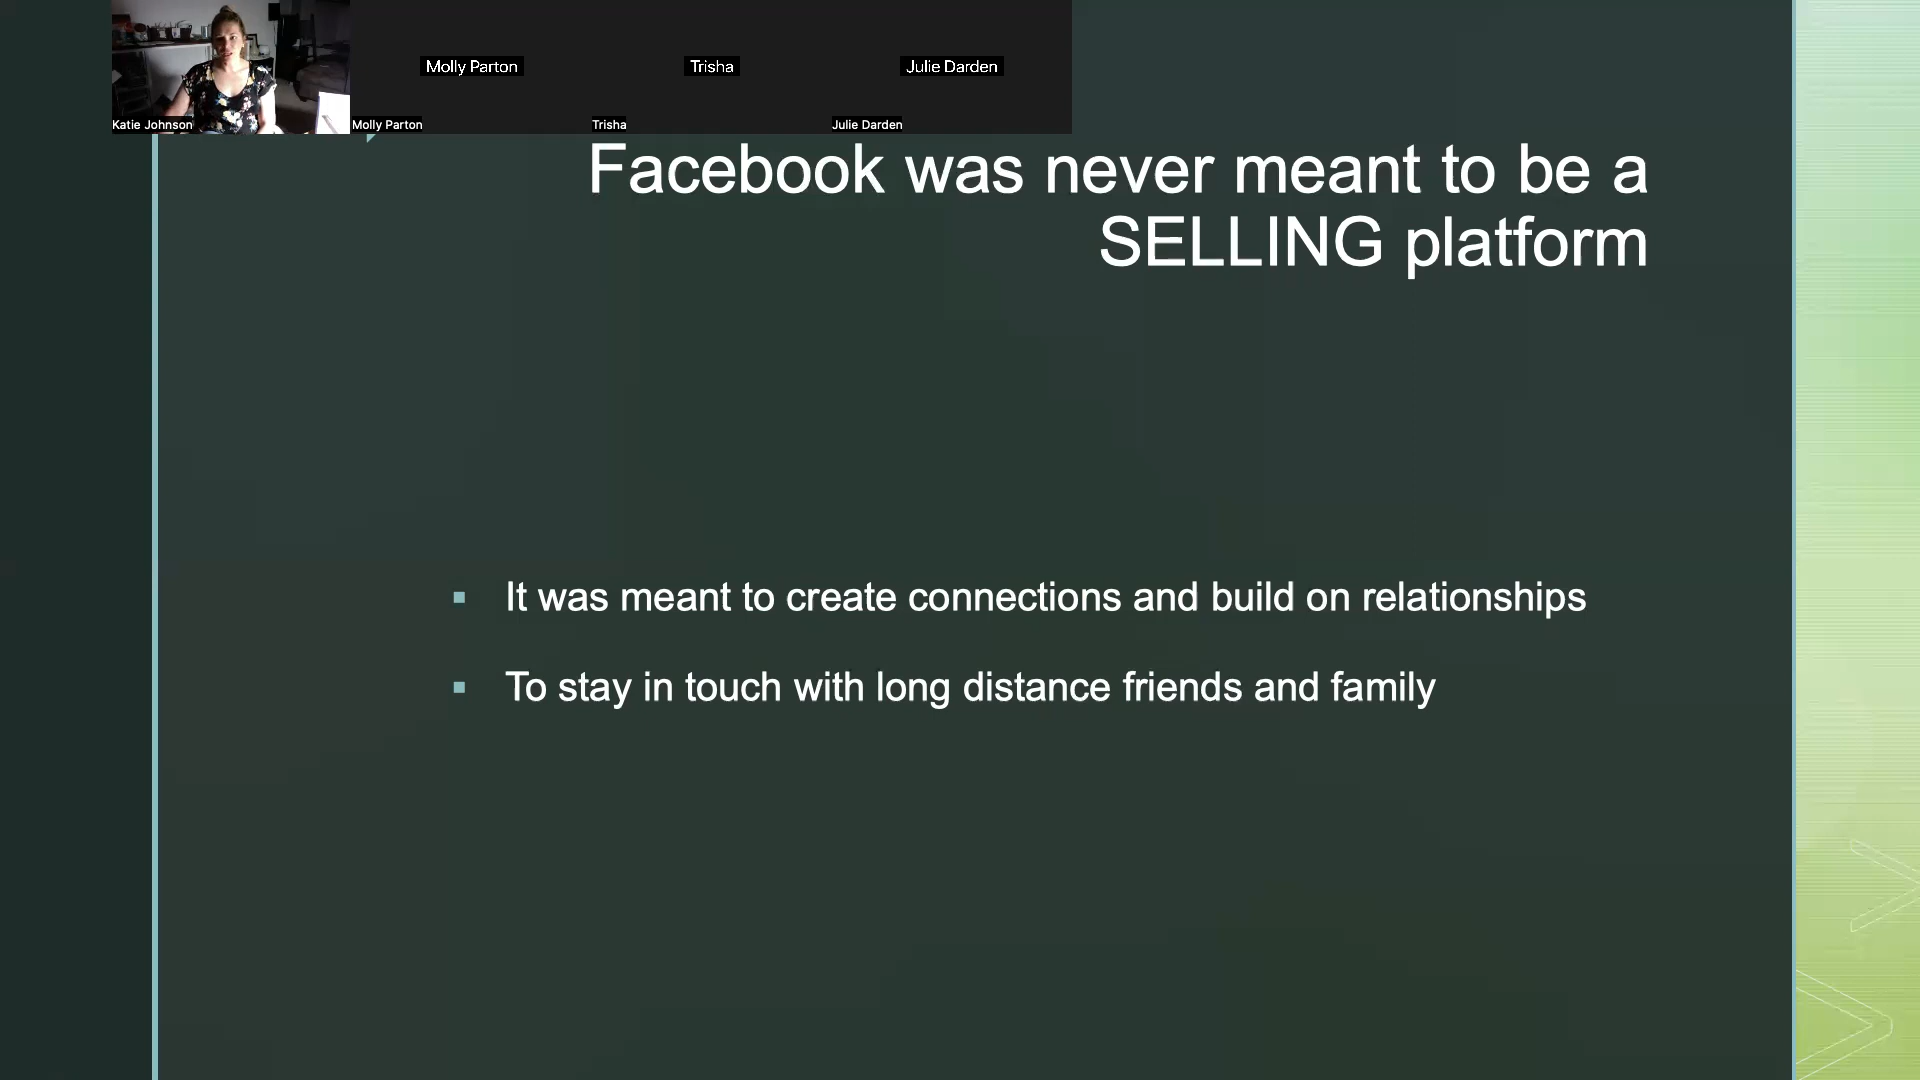 Molly Parton
Trisha
Julie Darden
Katie Johnson
Molly Parton
Trisha
Julie Darden
Facebook was never meant to be a
SELLING platform
It was meant to create connections and build on relationships
To stay in touch with long distance friends and family